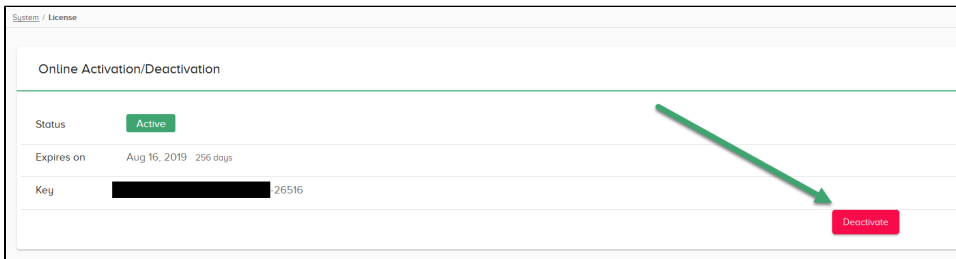 System / License
Online Activation/Deactivation
Status Active
Expires on Aug 16, 2019 256 days
Key -26516
Deactivate